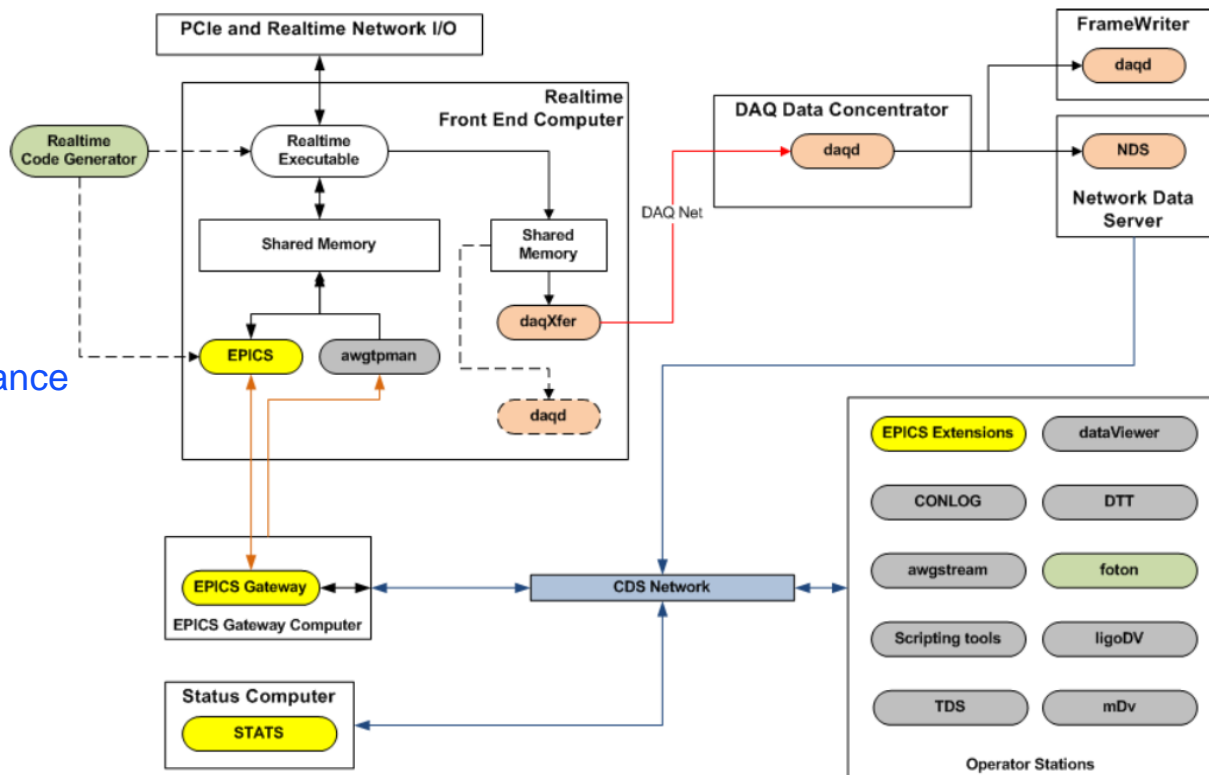 PCIe and Realtime Network I/O
FrameWriter
daqd
Realtime
Front End Computer
DAQ Data Concentrator
daqd
NDS
Network Data
Server
Realtime
Code Generator
Realtime
Executable
DAQ Net
Shared Memory
Shared
Memory
daqXfer
EPICS
awgtpman
ance
daqd
EPICS Extensions
dataViewer
CONLOG
DTT
awgstream
foton
Scripting tools
ligoDV
TDS
mDv
Operator Stations
EPICS Gateway
EPICS Gateway Computer
CDS Network
Status Computer
STATS